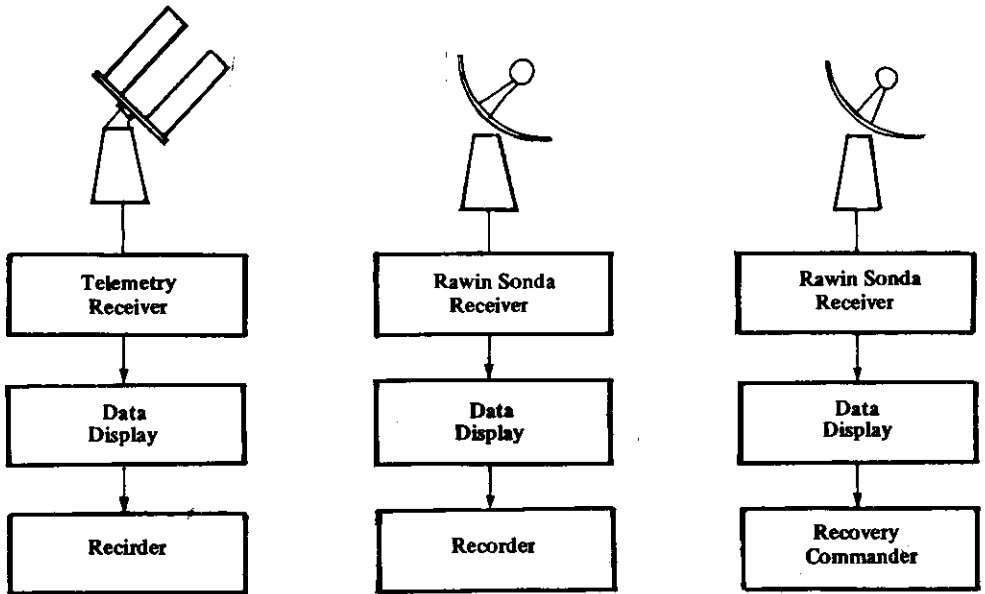 Telemetry
Receiver
Data
Display
Recirder
Rawin Sonda
Receiver
Data
Display
Recorder
Rawin Sonda
Receiver
Data
Display
Recovery
Commander